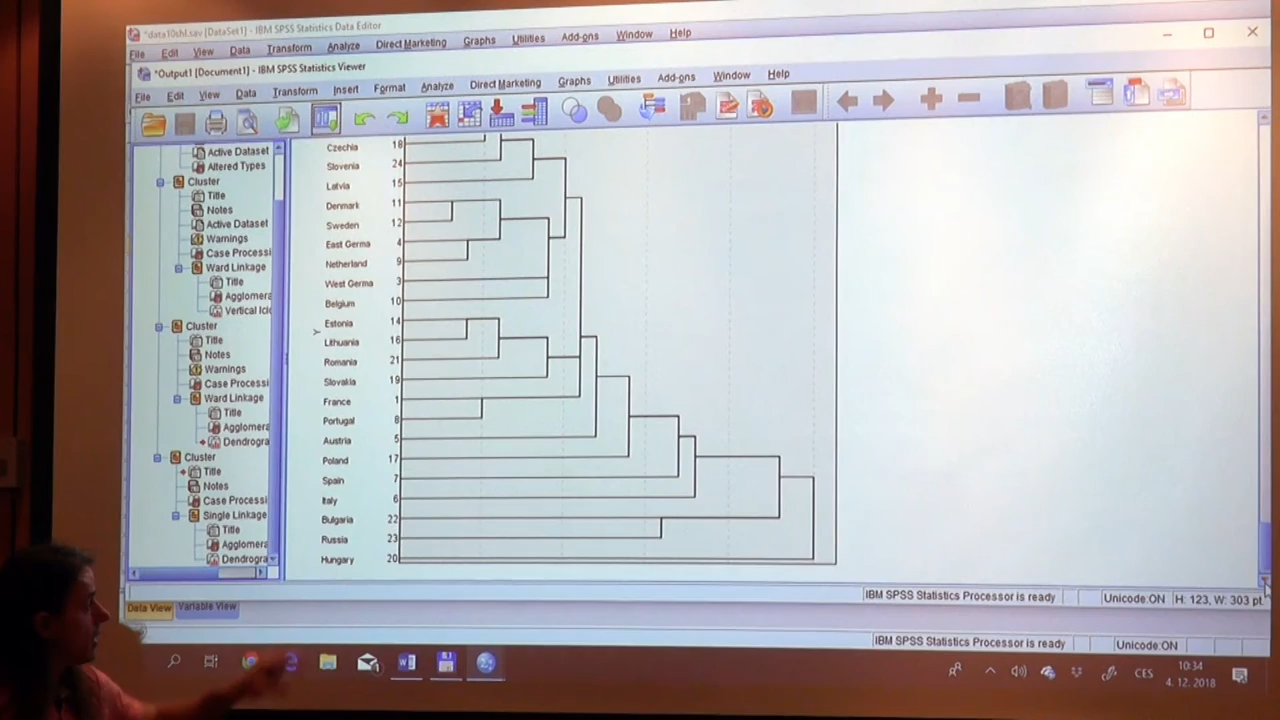 *data10shl.sav [DataSet1] - IBM SPSS Statistics Data Editor
File Edit View Data Transform Analyze Direct Marketing Graphs Utilities Add-ons Window Help
*Output1 [Document1] - IBM SPSS Statistics Viewer
File Edit View Data Transform Insert Format Direct Marketing Graphs Utilities Add-ons Window Help
Active Dataset
Altered Types
Cluster
Title
Notes
Active Dataset
Warnings
Case Processi
Ward Linkage
Title
Agglomera
Vertical Ici
Cluster
Title
Notes
Warnings
Case Processi
Ward Linkage
Title
Agglomera
Dendrogra
Cluster
Title
Notes
Case Processi
Single Linkage
Title
Agglomera
Dendrogra
Czechia 18
Slovenia 24
Latvia 15
Denmark 11
Sweden 12
East Germa 4
Netherland 9
West Germa 3
Belgium 10
Estonia 14
Y
Lithuania 16
Romania 21
Slovakia 19
France 1
Portugal 8
Austria 5
Poland 17
Spain 7
Italy 6
Bulgaria 22
Russia 23
Hungary 20
IBM SPSS Statistics Processor is ready Unicode:ON H: 123, W: 303 pt.
Data View Variable View
IBM SPSS Statistics Processor is ready Unicode:ON
CES
10:34
4. 12. 2018